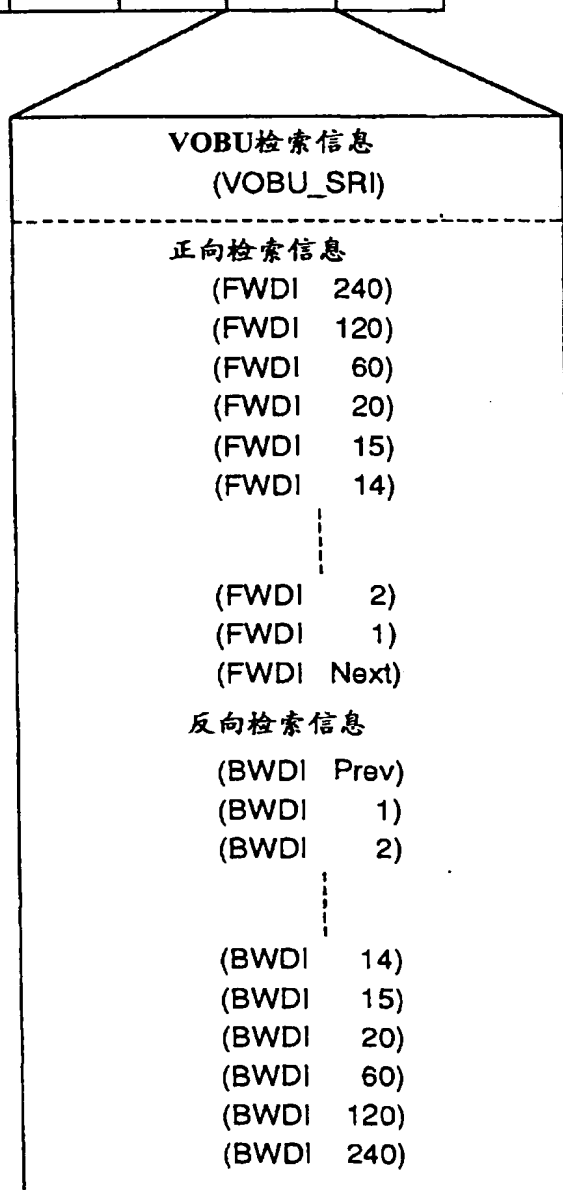 VOBU检索信息
(VOBU_SRI)
正向检索信息
(FWDI 240)
(FWDI 120)
(FWDI 60)
(FWDI 20)
(FWDI 15)
(FWDI 14)
(FWDI 2)
(FWDI 1)
(FWDI Next)
反向检索信息
(BWDI Prev)
(BWDI 1)
(BWDI 2)
(BWDI 14)
(BWDI 15)
(BWDI 20)
(BWDI 60)
(BWDI 120)
(BWDI 240)